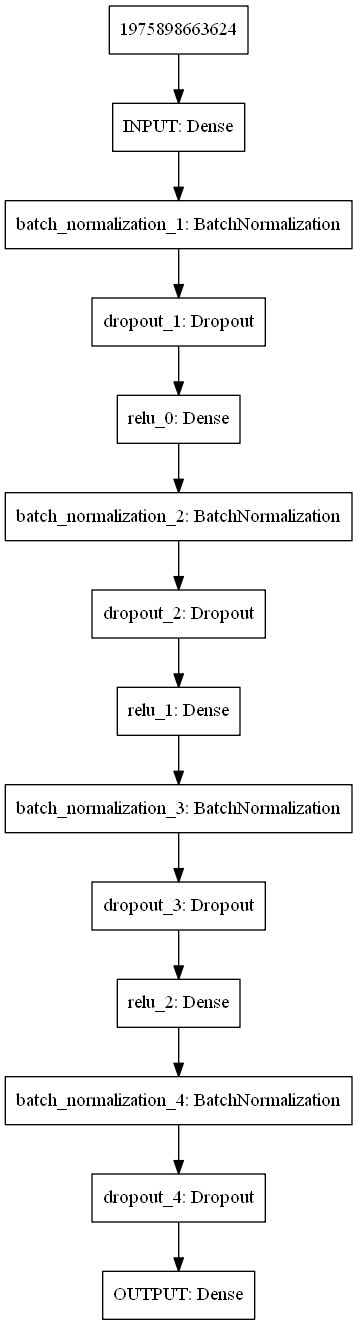 1975898663624
INPUT: Dense
batch_normalization_1: BatchNormalization
dropout_1: Dropout
relu_0: Dense
batch_normalization_2: BatchNormalization
dropout_2: Dropout
relu_1: Dense
batch_normalization_3: BatchNormalization
dropout_3: Dropout
relu_2: Dense
batch_normalization_4: BatchNormalization
dropout_4: Dropout
OUTPUT: Dense